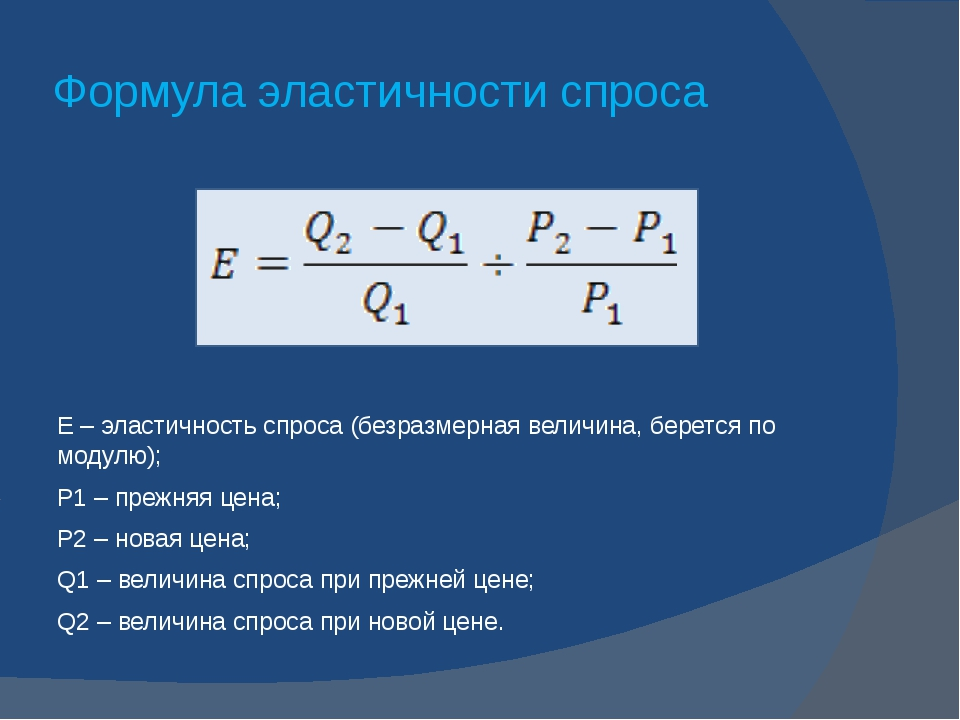 Формула эластичности спроса
E = (Q₂ − Q₁)/Q₁ ÷ (P₂ − P₁)/P₁
E – эластичность спроса (безразмерная величина, берется по
модулю);
P1 – прежняя цена;
P2 – новая цена;
Q1 – величина спроса при прежней цене;
Q2 – величина спроса при новой цене.